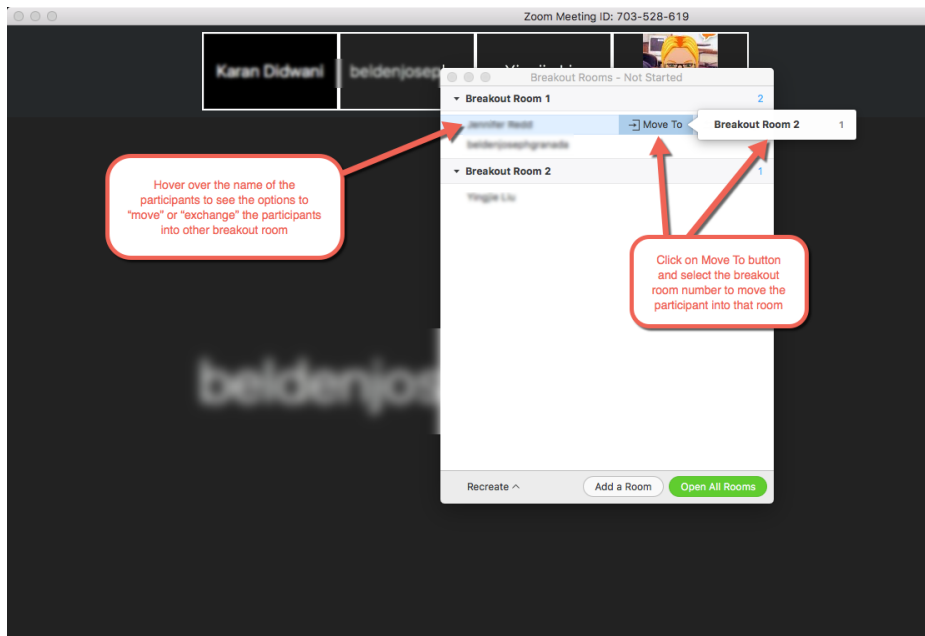 Zoom Meeting ID: 703-528-619
Karan Didwani
beldenjoseph
Breakout Rooms - Not Started
Breakout Room 1 2
Jennifer Redd Move To Breakout Room 2 1
beldenjosephgranada
Breakout Room 2 1
Yingjie Liu
Hover over the name of the
participants to see the options to
"move" or "exchange" the participants
into other breakout room
Click on Move To button
and select the breakout
room number to move the
participant into that room
beldenjos
Recreate Add a Room Open All Rooms